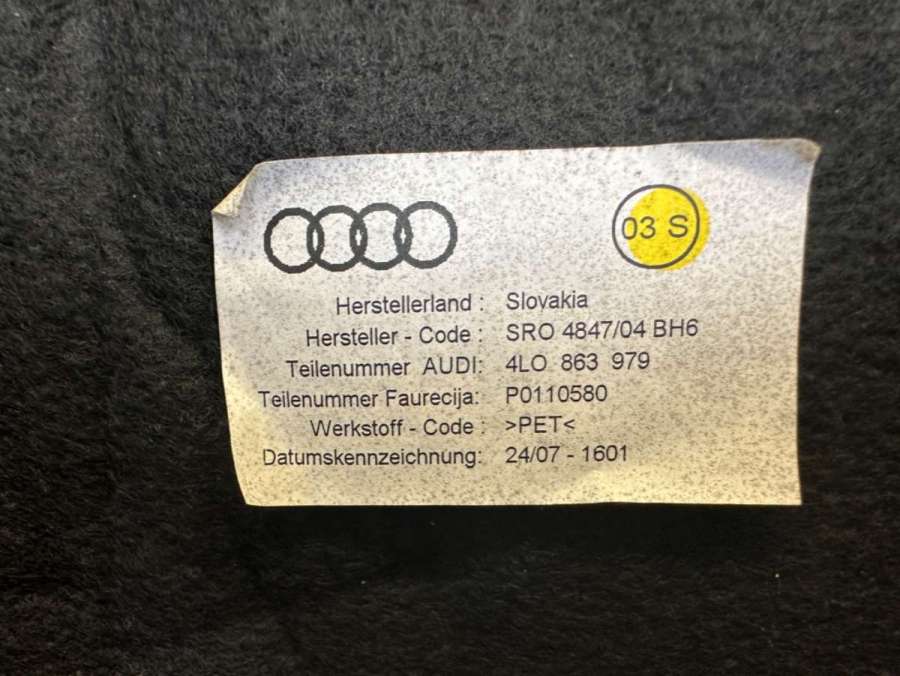 03 S
Herstellerland : Slovakia
Hersteller - Code : SRO 4847/04 BH6
Teilenummer AUDI: 4LO 863 979
Teilenummer Faurecija: P0110580
Werkstoff - Code : >PET<
Datumskennzeichnung: 24/07 - 1601